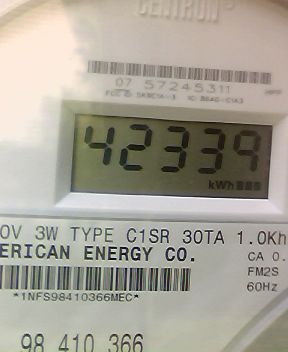 CENTRON
07 57245311
42339
kWh
0V 3W TYPE C1SR 30TA 1.0Kh
ERICAN ENERGY CO.
CA 0.
FM2S
*1NFS98410366MEC*
60Hz
98 410 366